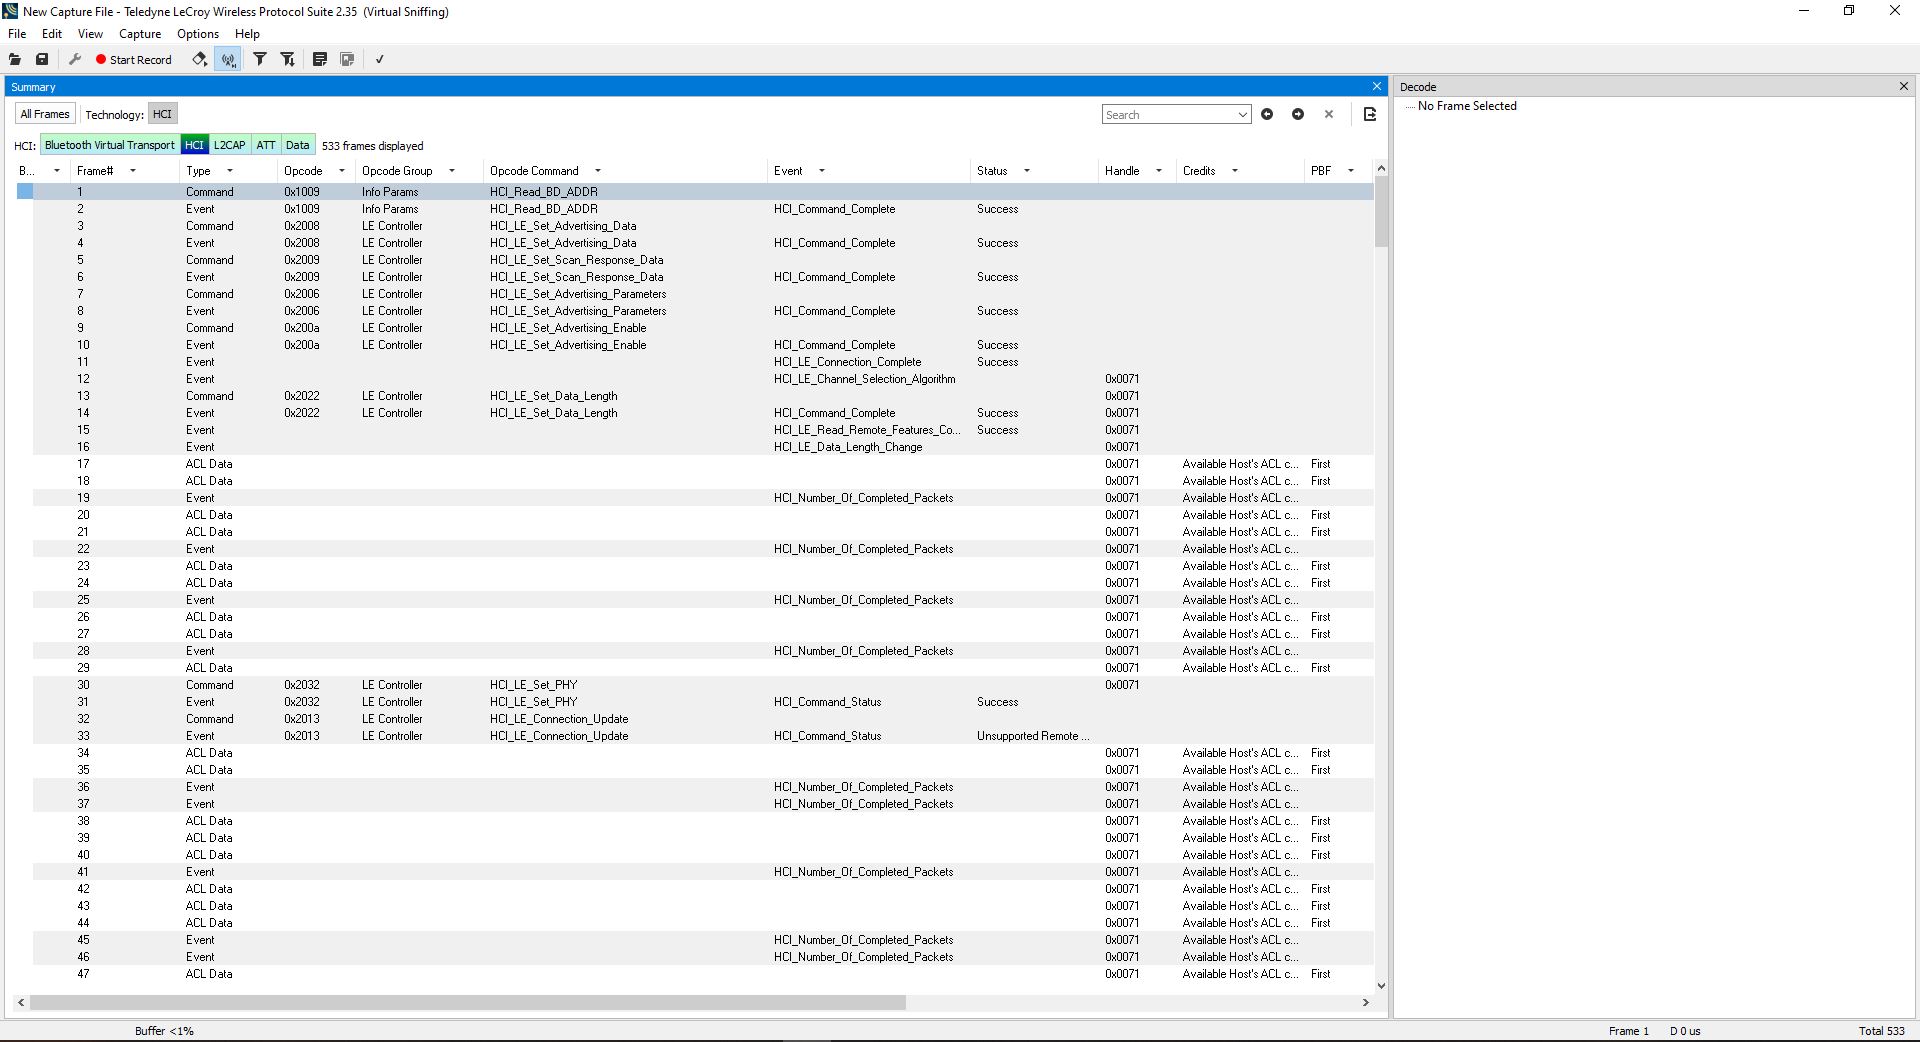 New Capture File - Teledyne LeCroy Wireless Protocol Suite 2.35 (Virtual Sniffing)
File Edit View Capture Options Help
Start Record
Summary
Decode
All Frames Technology: HCI Search
No Frame Selected
HCI: Bluetooth Virtual Transport HCI L2CAP ATT Data 533 frames displayed
B... Frame# Type Opcode Opcode Group Opcode Command Event Status Handle Credits PBF
1 Command 0x1009 Info Params HCI_Read_BD_ADDR
2 Event 0x1009 Info Params HCI_Read_BD_ADDR HCI_Command_Complete Success
3 Command 0x2008 LE Controller HCI_LE_Set_Advertising_Data
4 Event 0x2008 LE Controller HCI_LE_Set_Advertising_Data HCI_Command_Complete Success
5 Command 0x2009 LE Controller HCI_LE_Set_Scan_Response_Data
6 Event 0x2009 LE Controller HCI_LE_Set_Scan_Response_Data HCI_Command_Complete Success
7 Command 0x2006 LE Controller HCI_LE_Set_Advertising_Parameters
8 Event 0x2006 LE Controller HCI_LE_Set_Advertising_Parameters HCI_Command_Complete Success
9 Command 0x200a LE Controller HCI_LE_Set_Advertising_Enable
10 Event 0x200a LE Controller HCI_LE_Set_Advertising_Enable HCI_Command_Complete Success
11 Event HCI_LE_Connection_Complete Success
12 Event HCI_LE_Channel_Selection_Algorithm 0x0071
13 Command 0x2022 LE Controller HCI_LE_Set_Data_Length 0x0071
14 Event 0x2022 LE Controller HCI_LE_Set_Data_Length HCI_Command_Complete Success 0x0071
15 Event HCI_LE_Read_Remote_Features_Co... Success 0x0071
16 Event HCI_LE_Data_Length_Change 0x0071
17 ACL Data 0x0071 Available Host's ACL c... First
18 ACL Data 0x0071 Available Host's ACL c... First
19 Event HCI_Number_Of_Completed_Packets 0x0071 Available Host's ACL c...
20 ACL Data 0x0071 Available Host's ACL c... First
21 ACL Data 0x0071 Available Host's ACL c... First
22 Event HCI_Number_Of_Completed_Packets 0x0071 Available Host's ACL c...
23 ACL Data 0x0071 Available Host's ACL c... First
24 ACL Data 0x0071 Available Host's ACL c... First
25 Event HCI_Number_Of_Completed_Packets 0x0071 Available Host's ACL c...
26 ACL Data 0x0071 Available Host's ACL c... First
27 ACL Data 0x0071 Available Host's ACL c... First
28 Event HCI_Number_Of_Completed_Packets 0x0071 Available Host's ACL c...
29 ACL Data 0x0071 Available Host's ACL c... First
30 Command 0x2032 LE Controller HCI_LE_Set_PHY 0x0071
31 Event 0x2032 LE Controller HCI_LE_Set_PHY HCI_Command_Status Success
32 Command 0x2013 LE Controller HCI_LE_Connection_Update
33 Event 0x2013 LE Controller HCI_LE_Connection_Update HCI_Command_Status Unsupported Remote ...
34 ACL Data 0x0071 Available Host's ACL c... First
35 ACL Data 0x0071 Available Host's ACL c... First
36 Event HCI_Number_Of_Completed_Packets 0x0071 Available Host's ACL c...
37 Event HCI_Number_Of_Completed_Packets 0x0071 Available Host's ACL c...
38 ACL Data 0x0071 Available Host's ACL c... First
39 ACL Data 0x0071 Available Host's ACL c... First
40 ACL Data 0x0071 Available Host's ACL c... First
41 Event HCI_Number_Of_Completed_Packets 0x0071 Available Host's ACL c...
42 ACL Data 0x0071 Available Host's ACL c... First
43 ACL Data 0x0071 Available Host's ACL c... First
44 ACL Data 0x0071 Available Host's ACL c... First
45 Event HCI_Number_Of_Completed_Packets 0x0071 Available Host's ACL c...
46 Event HCI_Number_Of_Completed_Packets 0x0071 Available Host's ACL c...
47 ACL Data 0x0071 Available Host's ACL c... First
Buffer <1% Frame 1 D 0 us Total 533